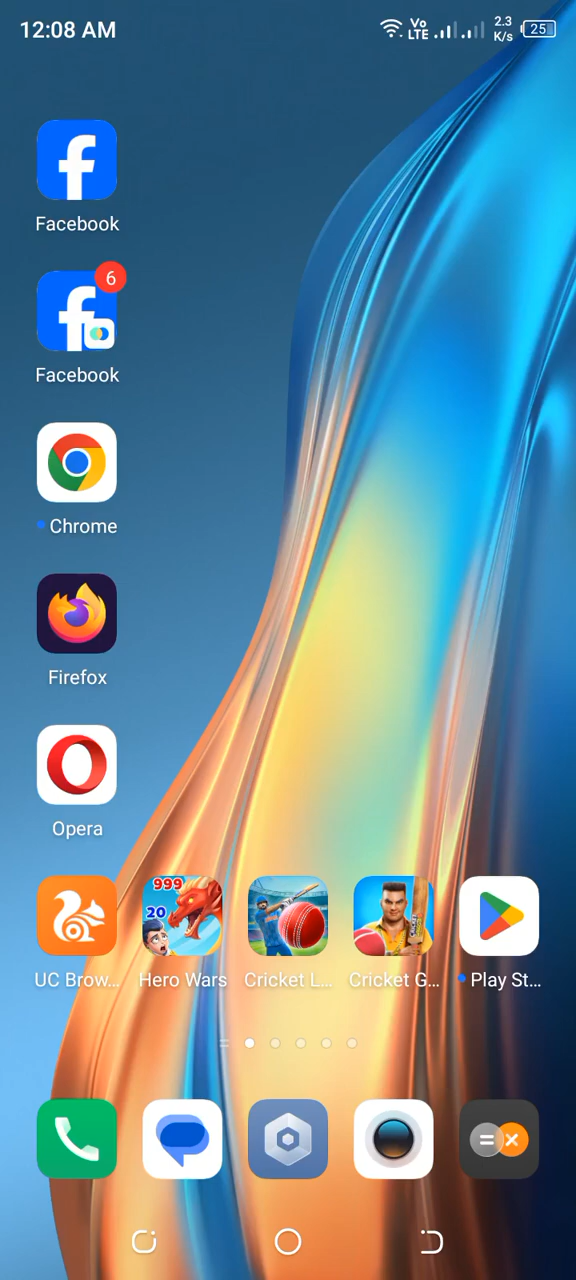 12:08 AM
Vo LTE 2.3 K/s 25
Facebook
6
Facebook
Chrome
Firefox
Opera
999
20
UC Brow... Hero Wars Cricket L... Cricket G... Play St...